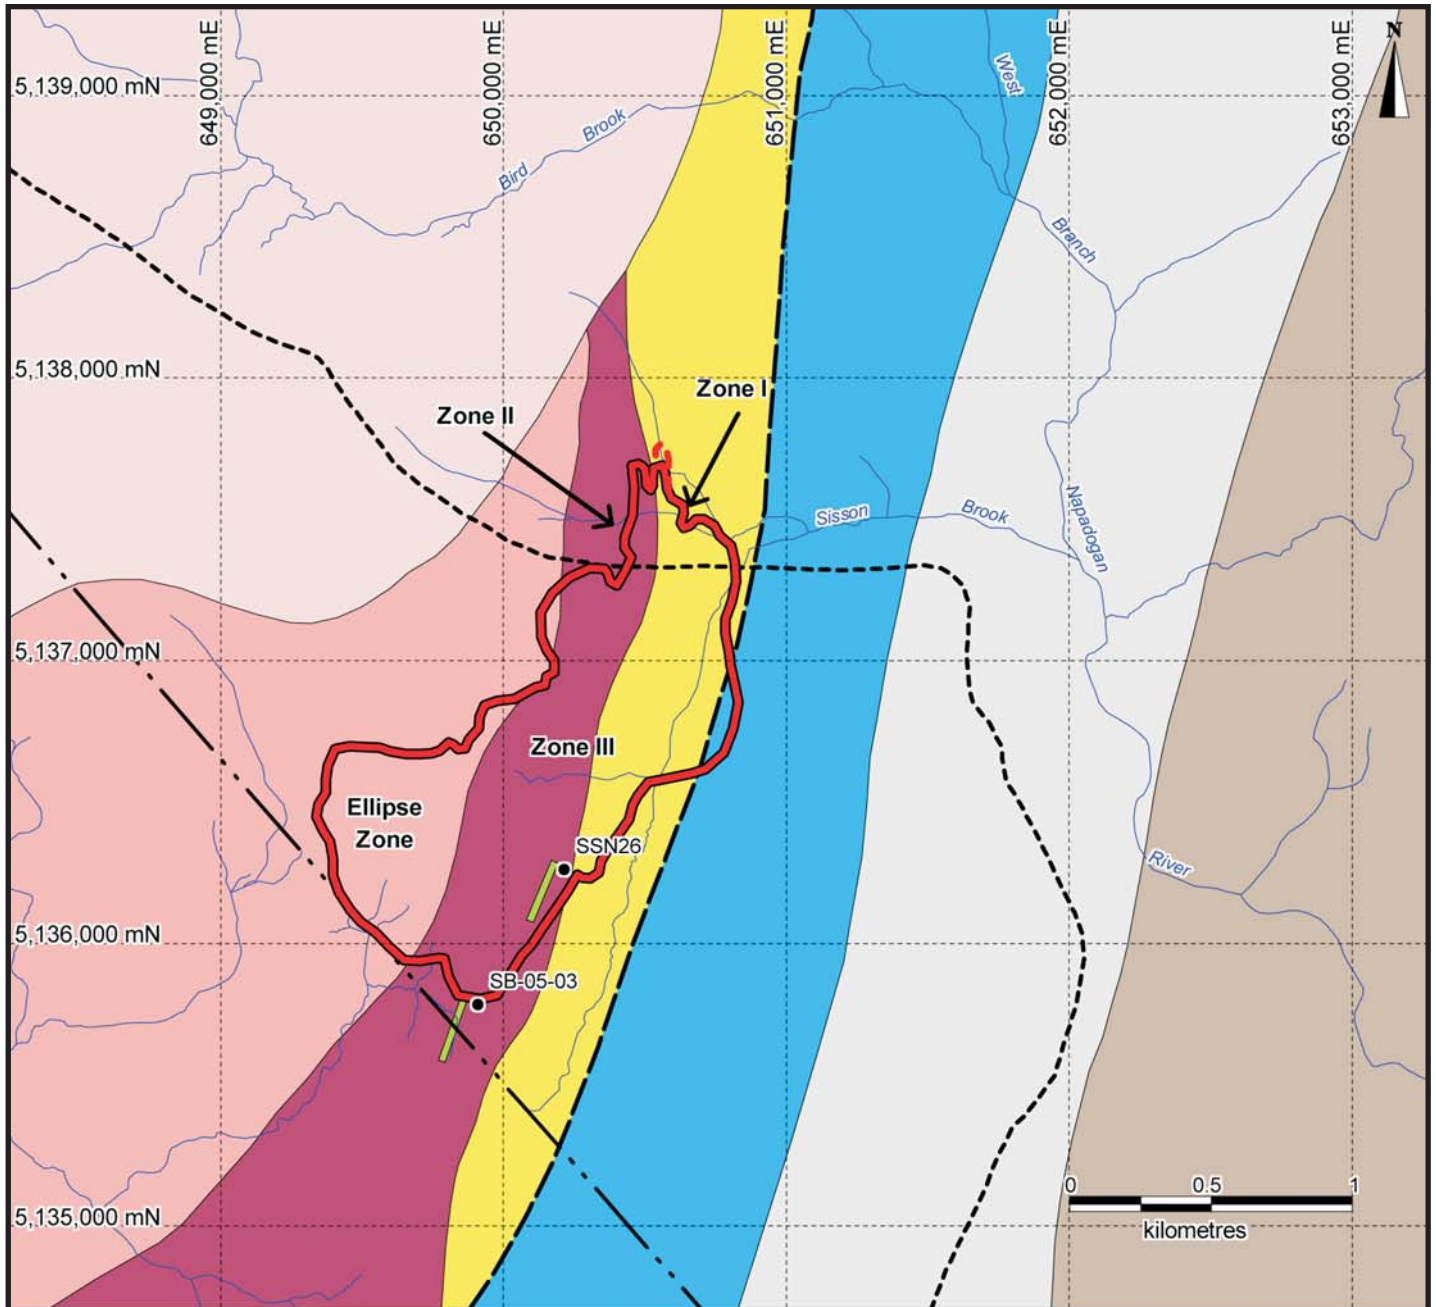 649,000 mE
650,000 mE
651,000 mE
652,000 mE
653,000 mE
N
5,139,000 mN
West
Bird
Brook
Branch
5,138,000 mN
Zone I
Zone II
Sisson
Brook
Napadogan
5,137,000 mN
Zone III
Ellipse
Zone
SSN26
River
5,136,000 mN
SB-05-03
5,135,000 mN
0
0.5
1
kilometres